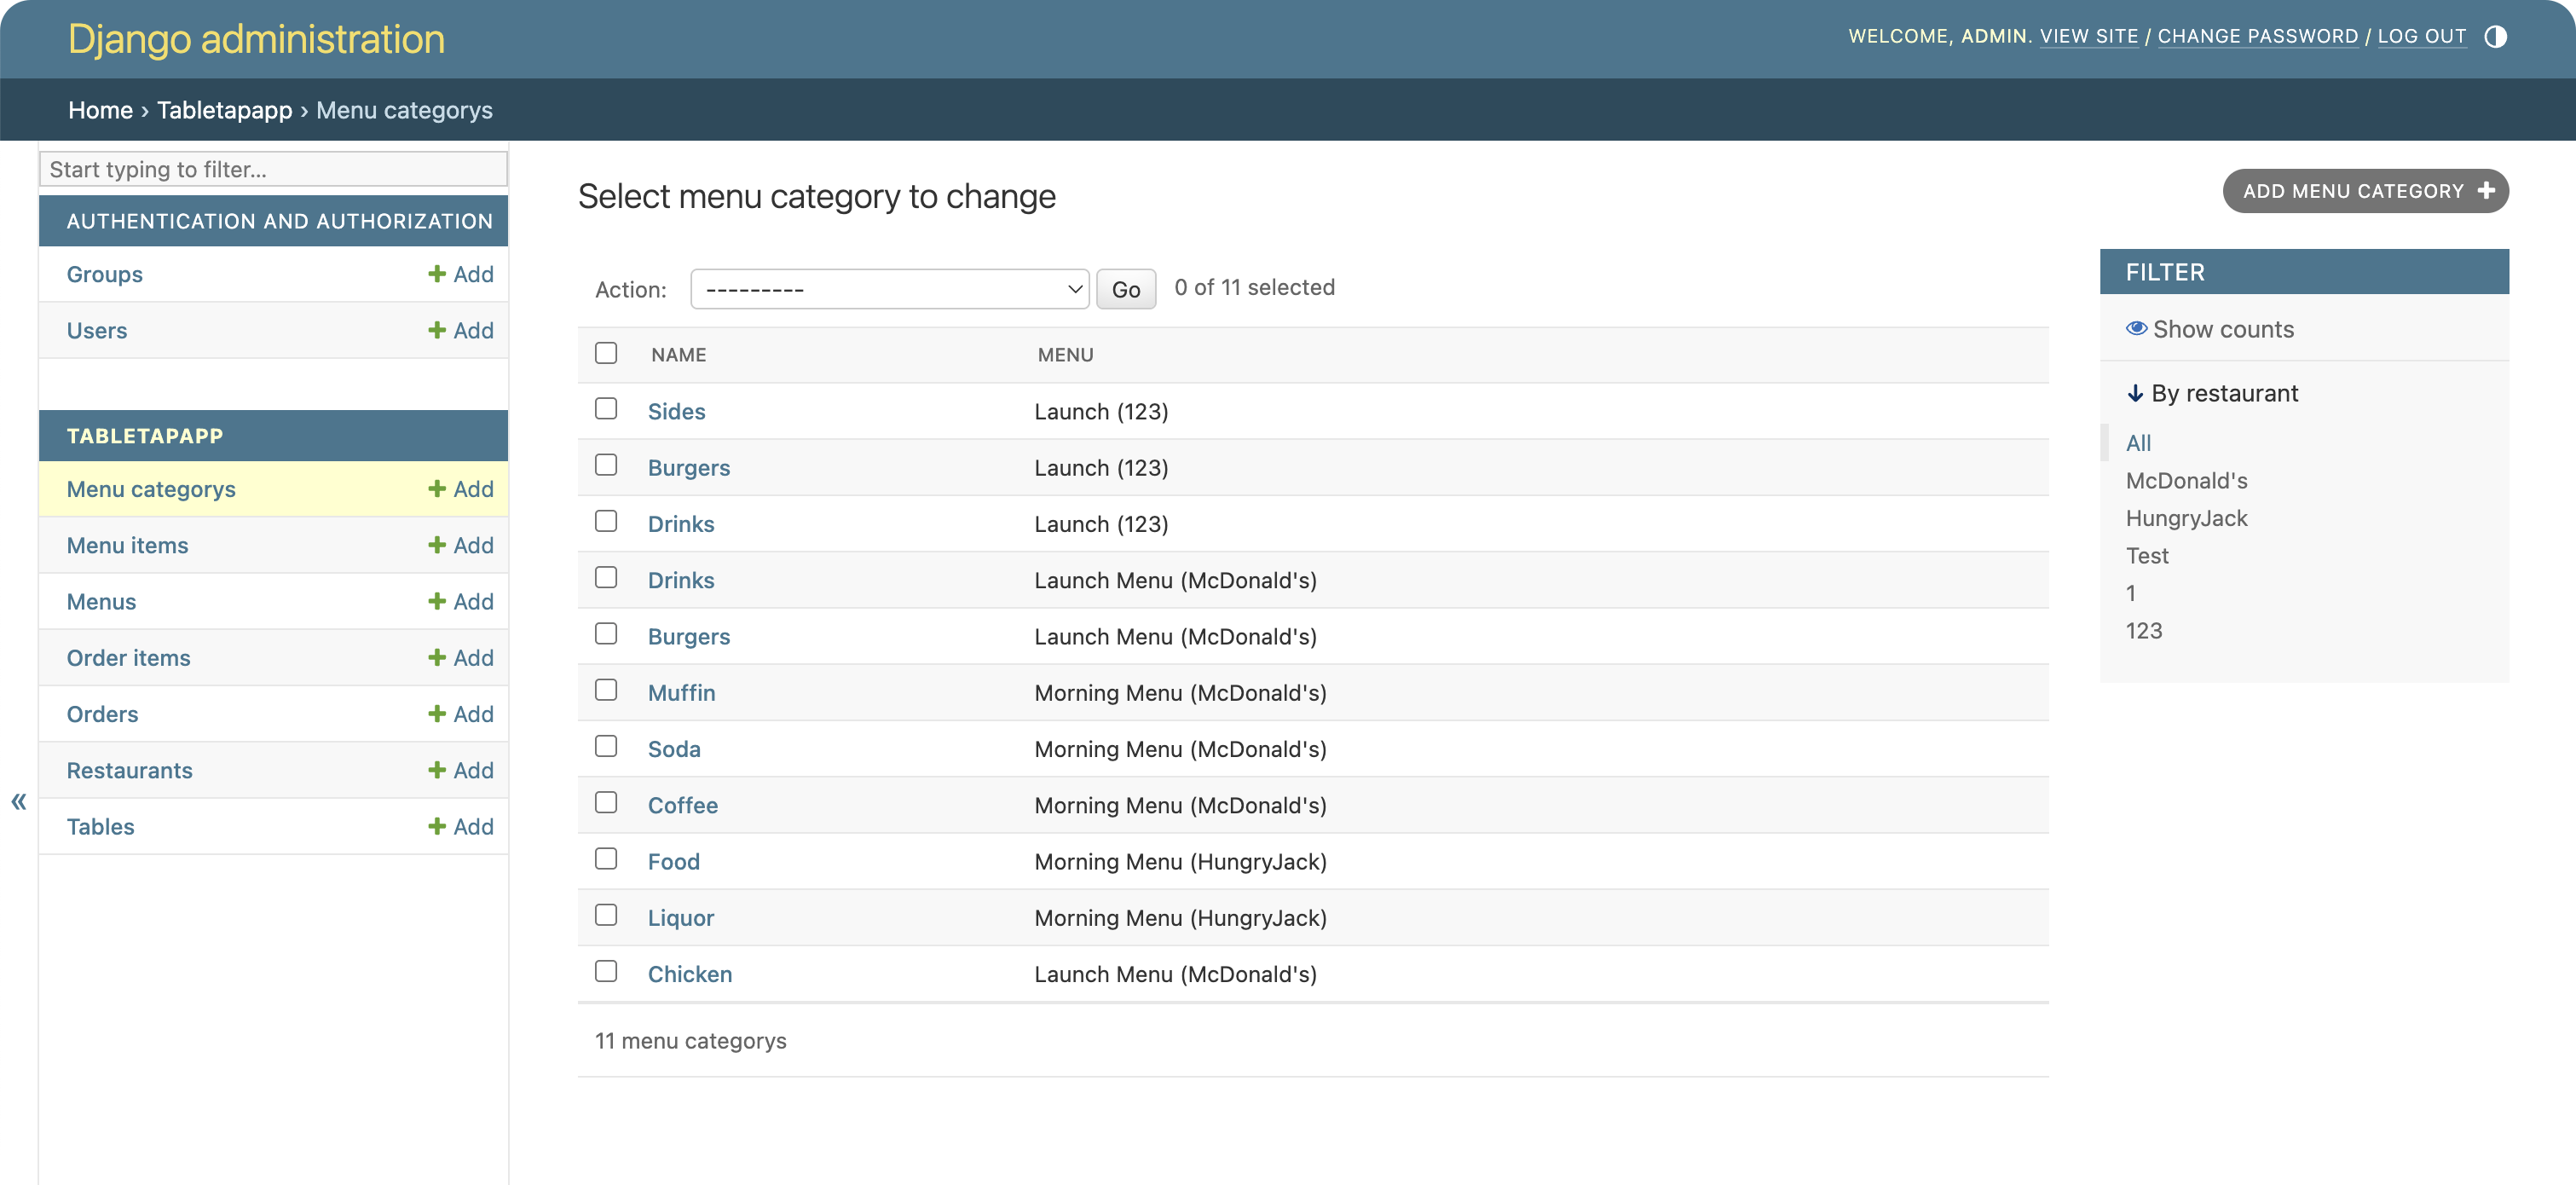 Django administration
WELCOME, ADMIN. VIEW SITE / CHANGE PASSWORD / LOG OUT
Home › Tabletapapp › Menu categorys
Start typing to filter...
AUTHENTICATION AND AUTHORIZATION
Groups + Add
Users + Add
TABLETAPAPP
Menu categorys + Add
Menu items + Add
Menus + Add
Order items + Add
Orders + Add
Restaurants + Add
Tables + Add
«
Select menu category to change
ADD MENU CATEGORY +
Action: --------- Go 0 of 11 selected
NAME MENU
Sides Launch (123)
Burgers Launch (123)
Drinks Launch (123)
Drinks Launch Menu (McDonald's)
Burgers Launch Menu (McDonald's)
Muffin Morning Menu (McDonald's)
Soda Morning Menu (McDonald's)
Coffee Morning Menu (McDonald's)
Food Morning Menu (HungryJack)
Liquor Morning Menu (HungryJack)
Chicken Launch Menu (McDonald's)
11 menu categorys
FILTER
Show counts
↓ By restaurant
All
McDonald's
HungryJack
Test
1
123